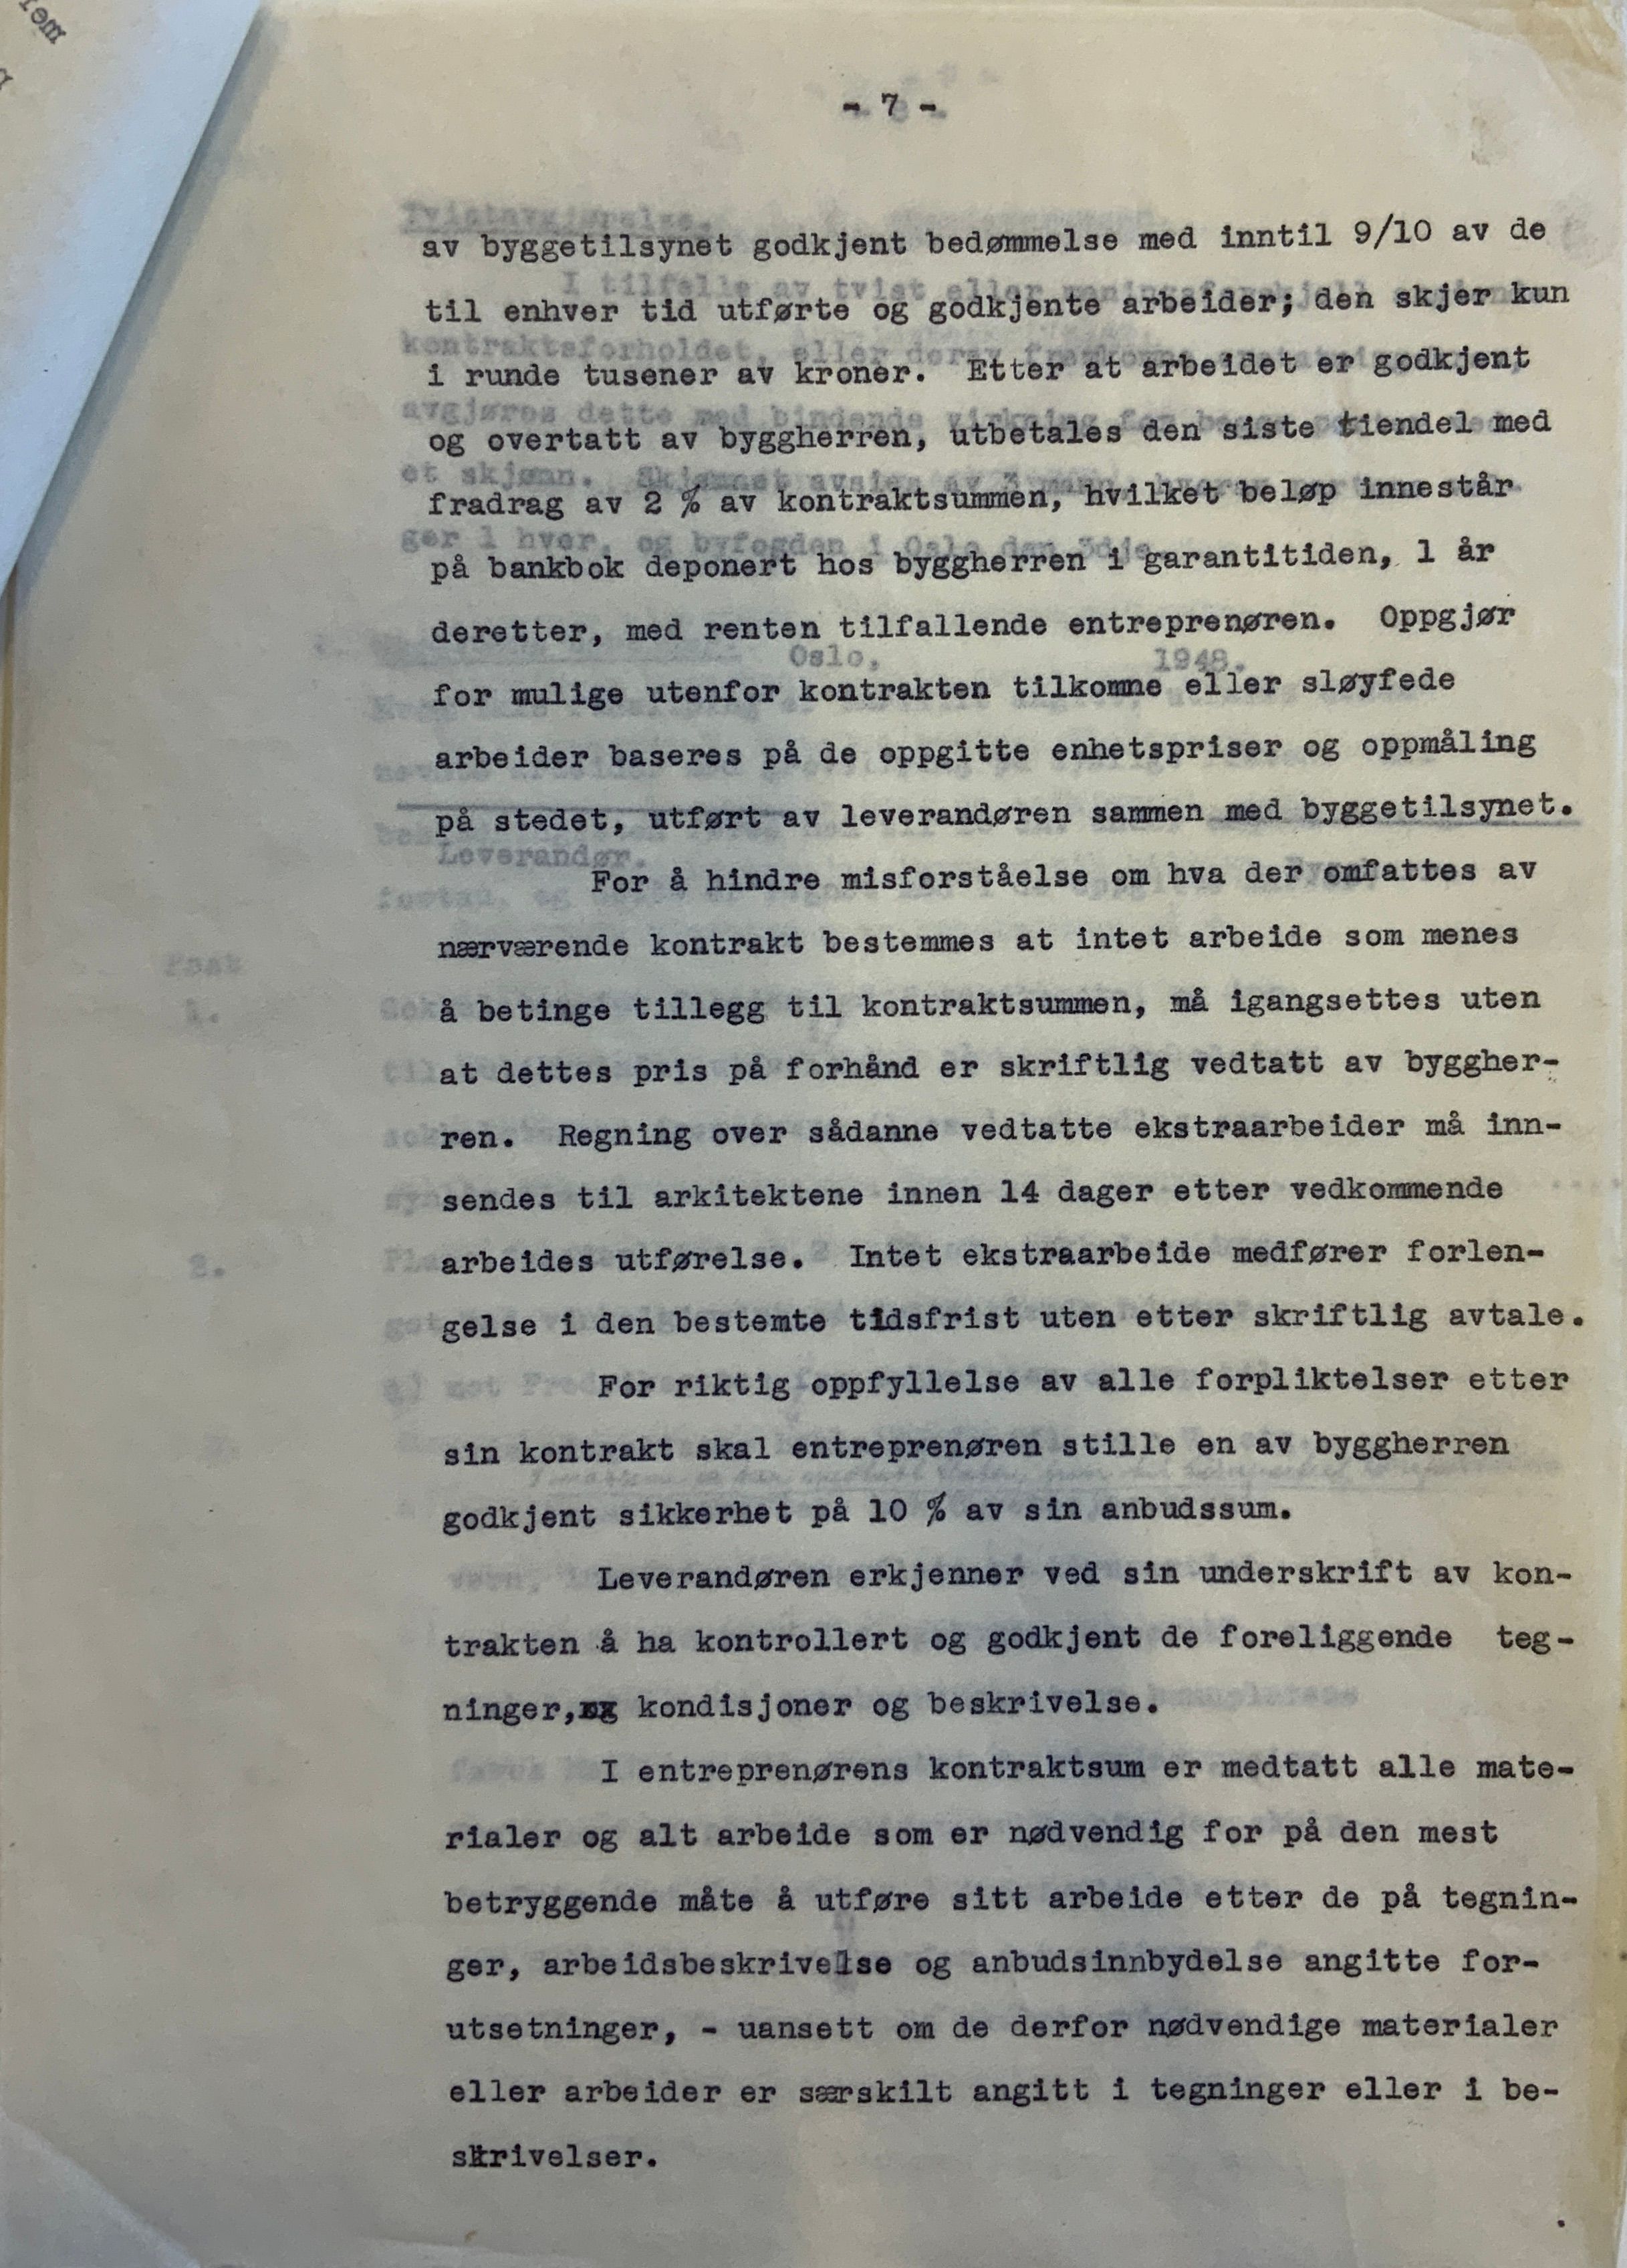 - 7 -
av byggetilsynet godkjent bedømmelse med inntil 9/10 av de
til enhver tid utførte og godkjente arbeider; den skjer kun
i runde tusener av kroner. Etter at arbeidet er godkjent
og overtatt av byggherren, utbetales den siste tiendel med
fradrag av 2 % av kontraktsummen, hvilket beløp innestår
på bankbok deponert hos byggherren i garantitiden, 1 år
deretter, med renten tilfallende entreprenøren. Oppgjør
Oslo, 1948.
for mulige utenfor kontrakten tilkomne eller sløyfede
arbeider baseres på de oppgitte enhetspriser og oppmåling
på stedet, utført av leverandøren sammen med byggetilsynet.
Leverandør.
For å hindre misforståelse om hva der omfattes av
nærværende kontrakt bestemmes at intet arbeide som menes
å betinge tillegg til kontraktsummen, må igangsettes uten
at dettes pris på forhånd er skriftlig vedtatt av byggher-
ren. Regning over sådanne vedtatte ekstraarbeider må inn-
sendes til arkitektene innen 14 dager etter vedkommende
arbeides utførelse. Intet ekstraarbeide medfører forlen-
gelse i den bestemte tidsfrist uten etter skriftlig avtale.
For riktig oppfyllelse av alle forpliktelser etter
sin kontrakt skal entreprenøren stille en av byggherren
godkjent sikkerhet på 10 % av sin anbudssum.
Leverandøren erkjenner ved sin underskrift av kon-
trakten å ha kontrollert og godkjent de foreliggende teg-
ninger, kondisjoner og beskrivelse.
I entreprenørens kontraktsum er medtatt alle mate-
rialer og alt arbeide som er nødvendig for på den mest
betryggende måte å utføre sitt arbeide etter de på tegnin-
ger, arbeidsbeskrivelse og anbudsinnbydelse angitte for-
utsetninger, - uansett om de derfor nødvendige materialer
eller arbeider er særskilt angitt i tegninger eller i be-
skrivelser.